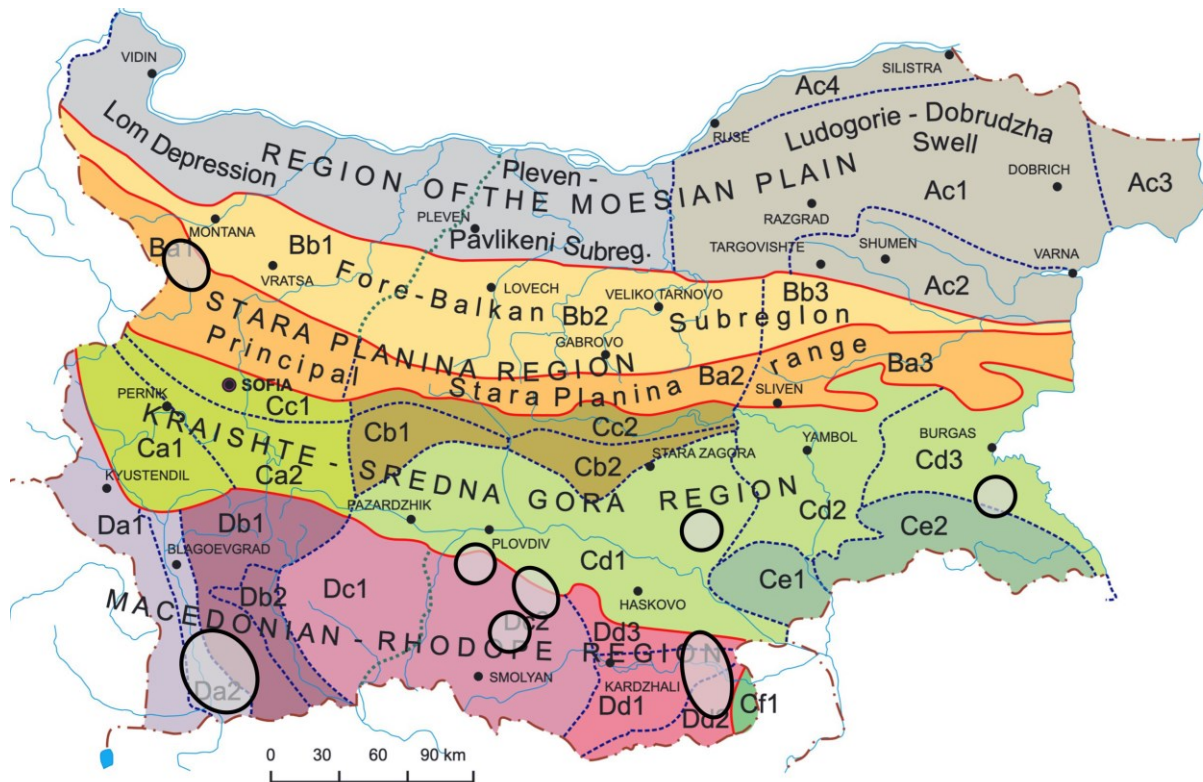 VIDIN
SILISTRA
Ac4
RUSE
Ludogorie - Dobrudzha
Swell
Lom Depression
REGION OF THE MOESIAN PLAIN
Pleven -
Pavlikeni Subreg.
DOBRICH
Ac1
Ac3
RAZGRAD
PLEVEN
MONTANA
TARGOVISHTE
SHUMEN
VARNA
Ba1
Bb1
VRATSA
Fore-Balkan
Subregion
LOVECH
VELIKO TARNOVO
Bb2
Bb3
Ac2
GABROVO
STARA PLANINA REGION
Principal
Stara Planina
range
Ba2
Ba3
SLIVEN
SOFIA
PERNIK
Cc1
Cc2
Cb1
Cb2
STARA ZAGORA
YAMBOL
BURGAS
KRAISHTE - SREDNA GORA REGION
Ca1
Ca2
KYUSTENDIL
Cd3
Cd2
PAZARDZHIK
PLOVDIV
Da1
Db1
BLAGOEVGRAD
Cd1
Ce2
Ce1
Db2
Dc1
HASKOVO
Dc2
Dd3
MACEDONIAN - RHODOPE REGION
SMOLYAN
KARDZHALI
Da2
Dd1
Dd2
Cf1
0 30 60 90 km